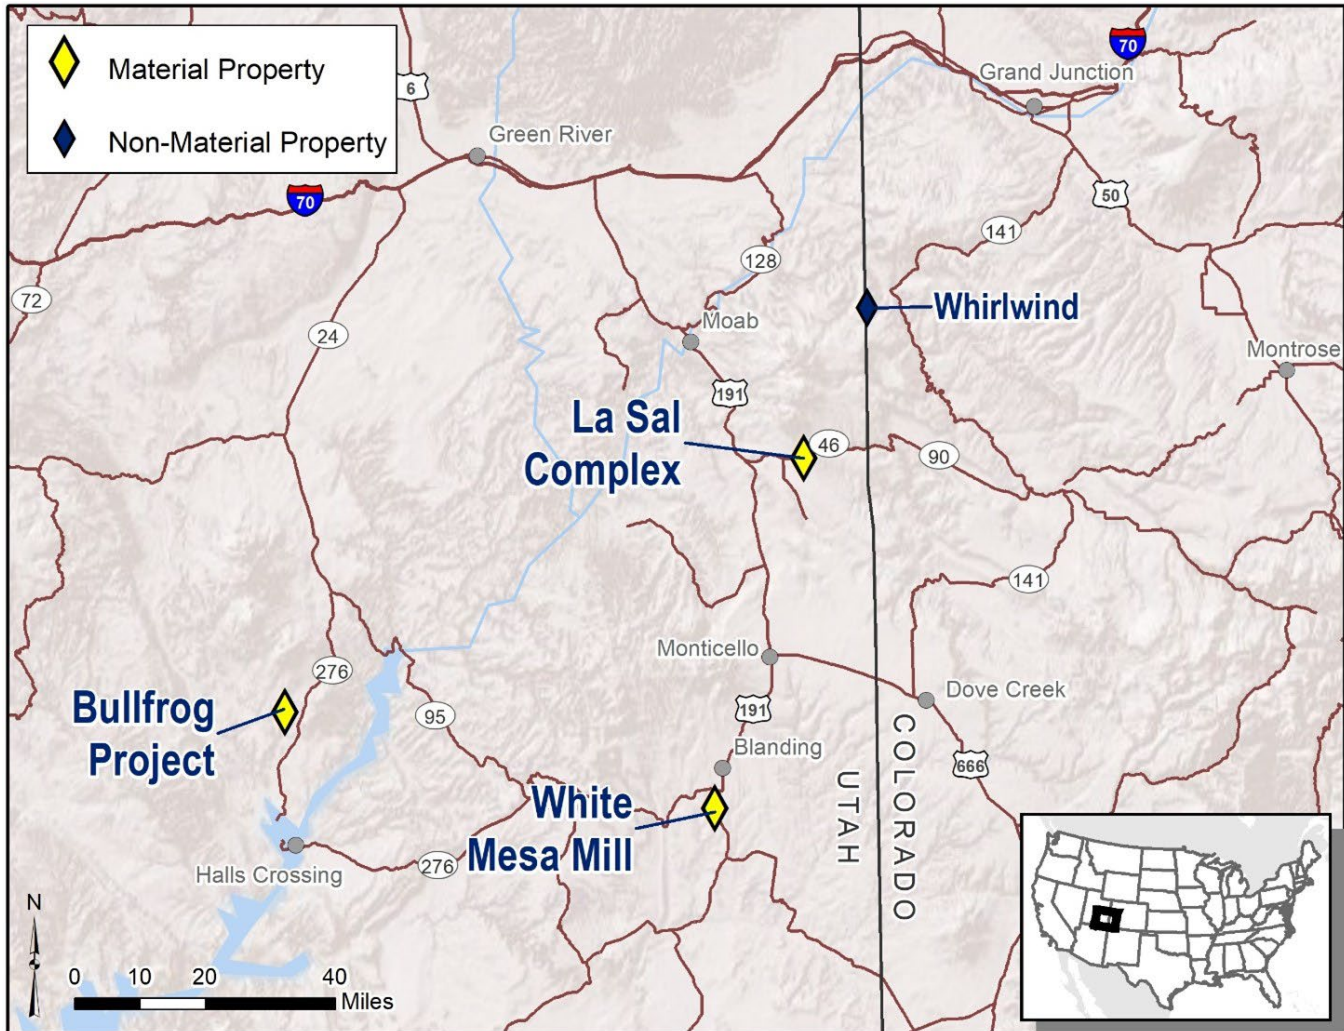 Material Property
Non-Material Property
6
70
Grand Junction
Green River
70
50
141
128
72
Whirlwind
24
Moab
Montrose
191
La Sal
Complex
46
90
141
Monticello
276
Dove Creek
Bullfrog
Project
95
191
Blanding
666
UTAH
COLORADO
White
Mesa Mill
Halls Crossing
276
N
0 10 20 40
Miles